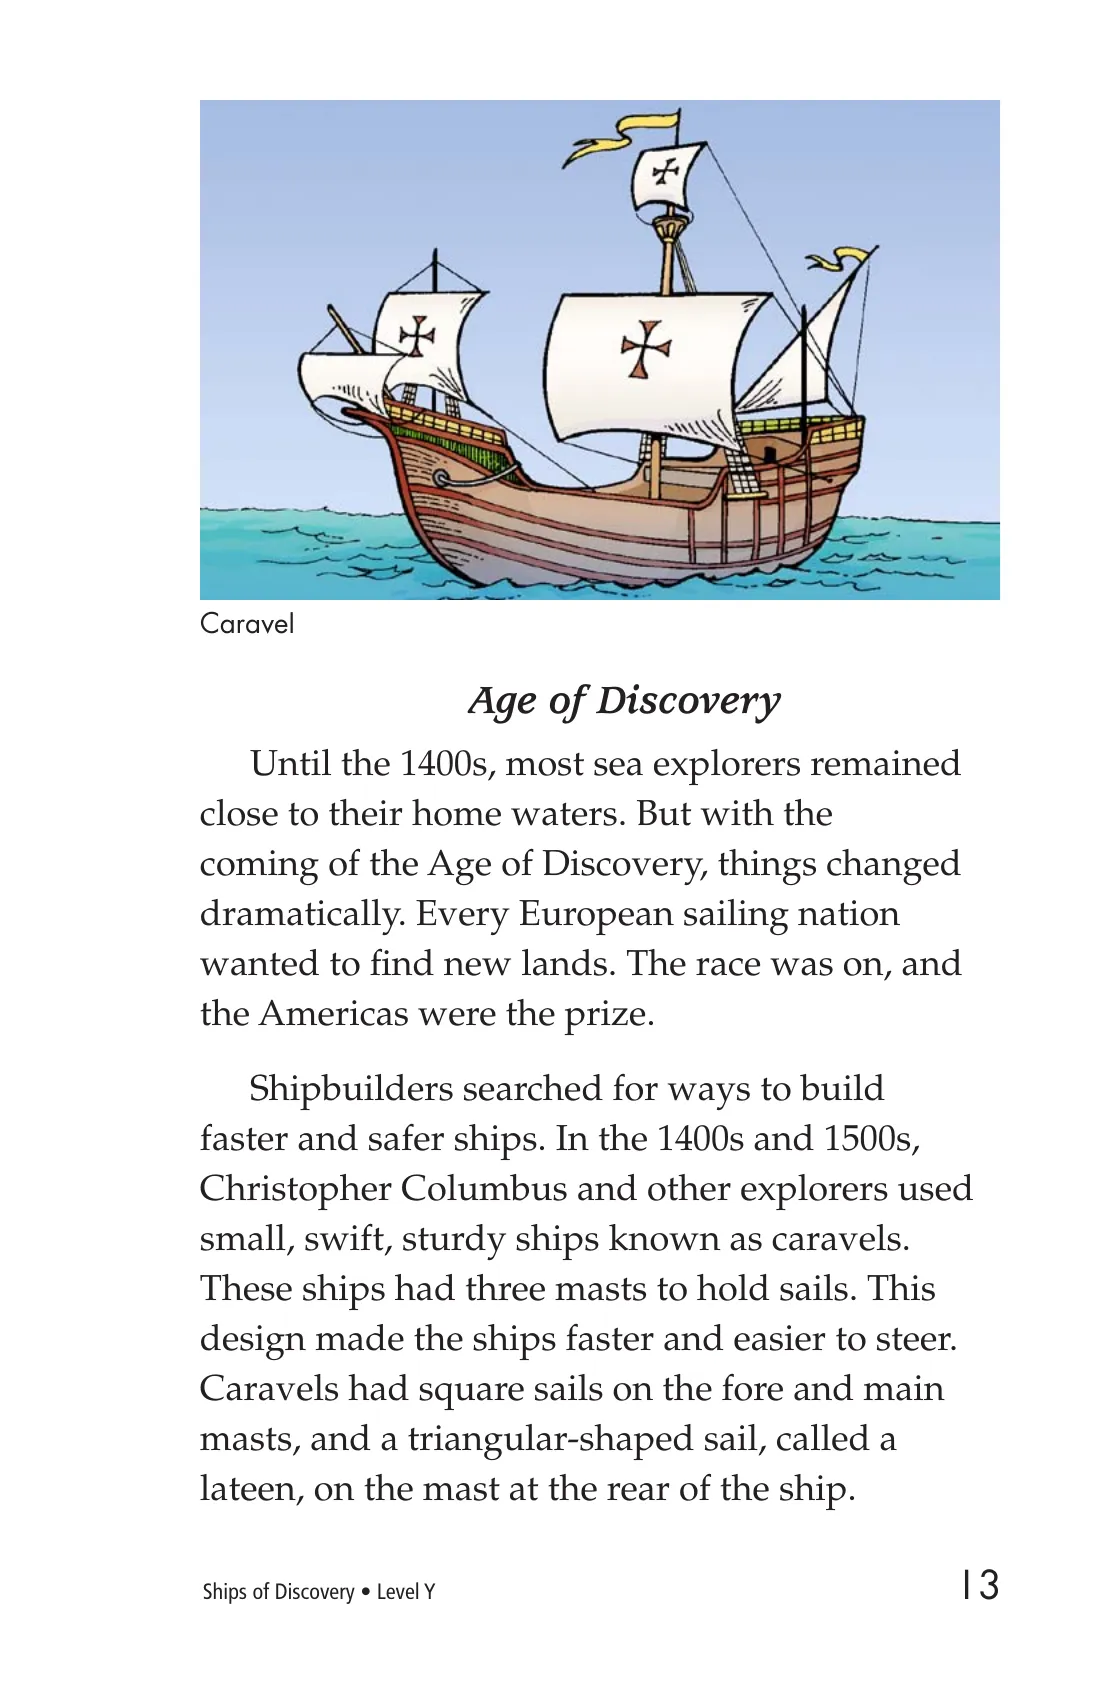 Caravel
Age of Discovery
Until the 1400s, most sea explorers remained
close to their home waters. But with the
coming of the Age of Discovery, things changed
dramatically. Every European sailing nation
wanted to find new lands. The race was on, and
the Americas were the prize.
Shipbuilders searched for ways to build
faster and safer ships. In the 1400s and 1500s,
Christopher Columbus and other explorers used
small, swift, sturdy ships known as caravels.
These ships had three masts to hold sails. This
design made the ships faster and easier to steer.
Caravels had square sails on the fore and main
masts, and a triangular-shaped sail, called a
lateen, on the mast at the rear of the ship.
Ships of Discovery • Level Y
13